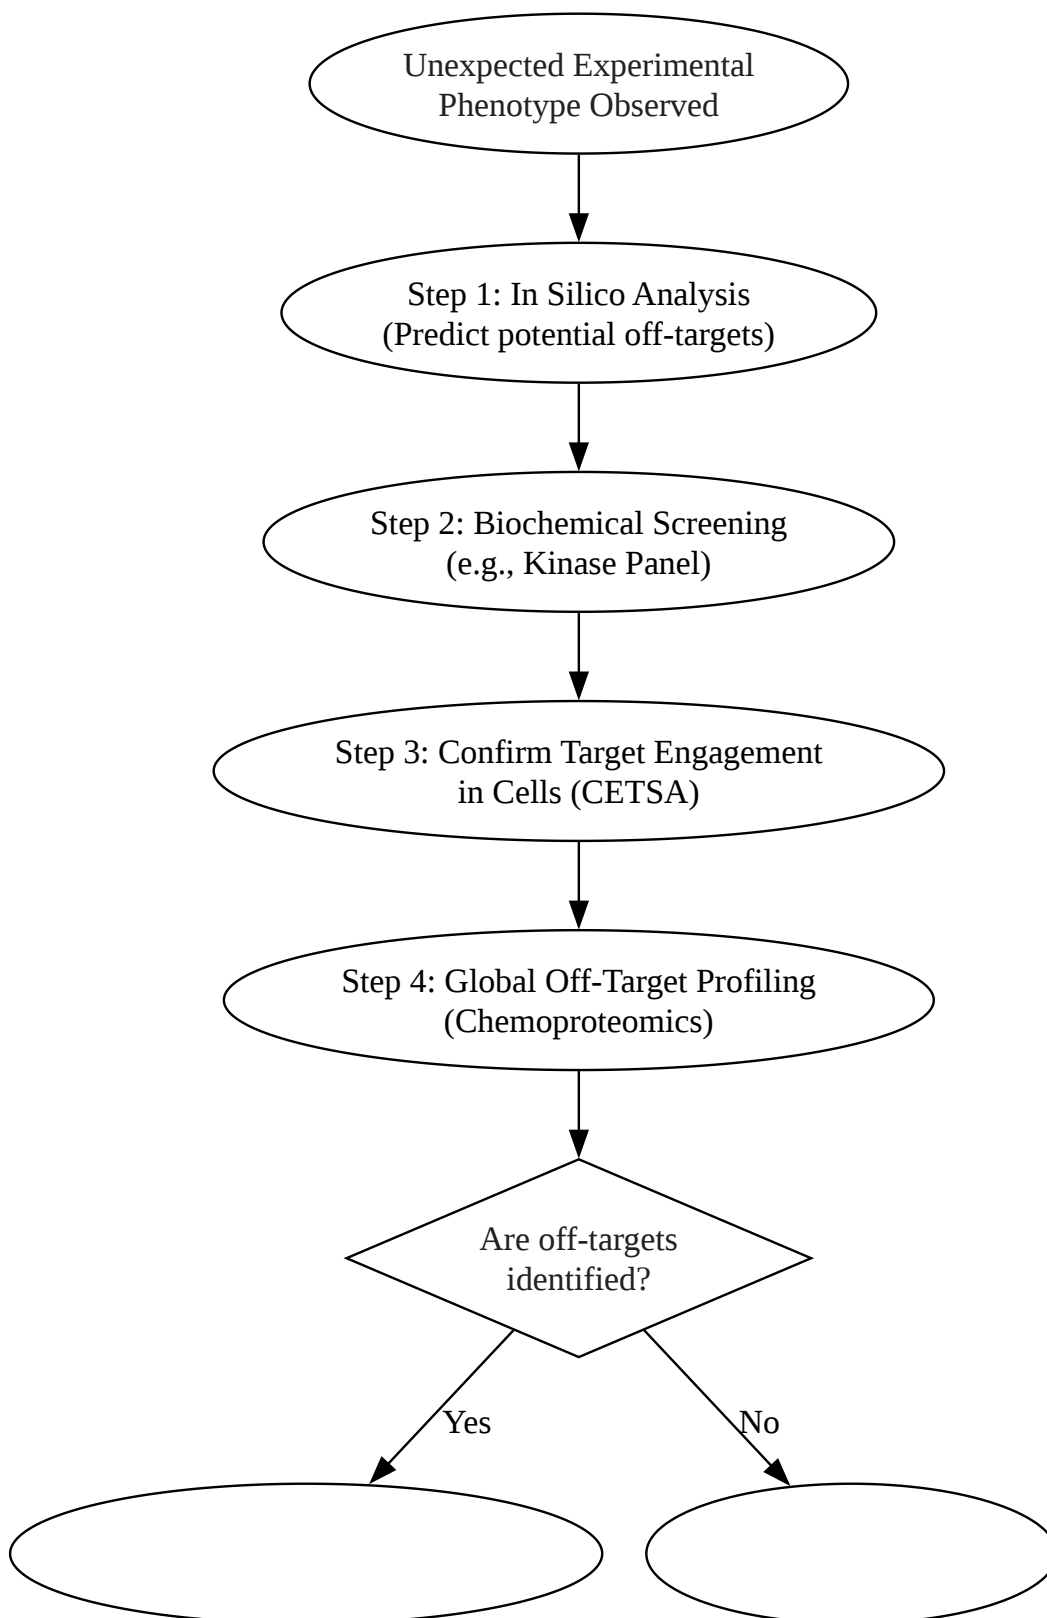 Unexpected Experimental
Phenotype Observed
Step 1: In Silico Analysis
(Predict potential off-targets)
Step 2: Biochemical Screening
(e.g., Kinase Panel)
Step 3: Confirm Target Engagement
in Cells (CETSA)
Step 4: Global Off-Target Profiling
(Chemoproteomics)
Are off-targets
identified?
Yes
No